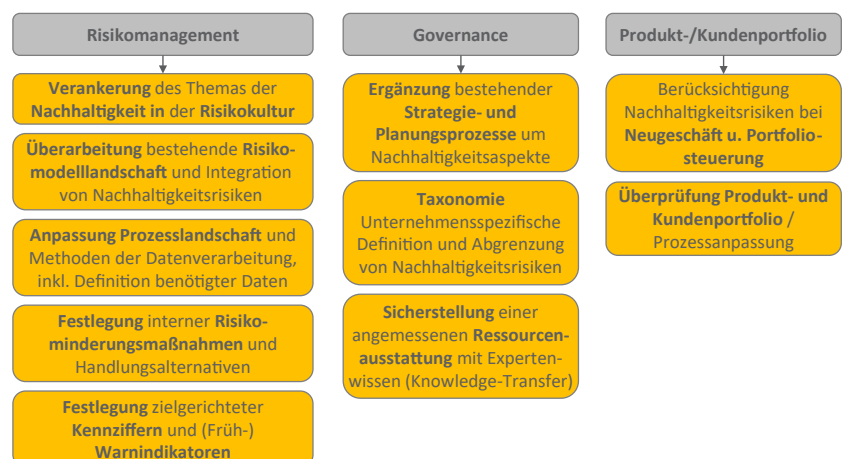 Risikomanagement
Verankerung des Themas der
Nachhaltigkeit in der Risikokultur
Überarbeitung bestehende Risiko-
modelllandschaft und Integration
von Nachhaltigkeitsrisiken
Anpassung Prozesslandschaft und
Methoden der Datenverarbeitung,
inkl. Definition benötigter Daten
Festlegung interner Risiko-
minderungsmaßnahmen und
Handlungsalternativen
Festlegung zielgerichteter
Kennziffern und (Früh-)
Warnindikatoren
Governance
Ergänzung bestehender
Strategie- und
Planungsprozesse um
Nachhaltigkeitsaspekte
Taxonomie
Unternehmensspezifische
Definition und Abgrenzung
von Nachhaltigkeitsrisiken
Sicherstellung einer
angemessenen Ressourcen-
ausstattung mit Experten-
wissen (Knowledge-Transfer)
Produkt-/Kundenportfolio
Berücksichtigung
Nachhaltigkeitsrisiken bei
Neugeschäft u. Portfolio-
steuerung
Überprüfung Produkt- und
Kundenportfolio /
Prozessanpassung